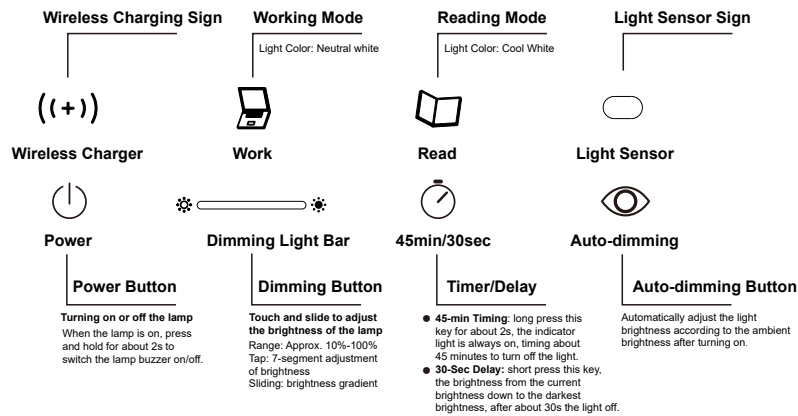 Wireless Charging Sign
Working Mode
Reading Mode
Light Sensor Sign
Light Color: Neutral white
Light Color: Cool White
Wireless Charger
Work
Read
Light Sensor
Power
Dimming Light Bar
45min/30sec
Auto-dimming
Power Button
Turning on or off the lamp
When the lamp is on, press
and hold for about 2s to
switch the lamp buzzer on/off.
Dimming Button
Touch and slide to adjust
the brightness of the lamp
Range: Approx. 10%-100%
Tap: 7-segment adjustment
of brightness
Sliding: brightness gradient
Timer/Delay
● 45-min Timing: long press this
key for about 2s, the indicator
light is always on, timing about
45 minutes to turn off the light.
● 30-Sec Delay: short press this key,
the brightness from the current
brightness down to the darkest
brightness, after about 30s the light off.
Auto-dimming Button
Automatically adjust the light
brightness according to the ambient
brightness after turning on.